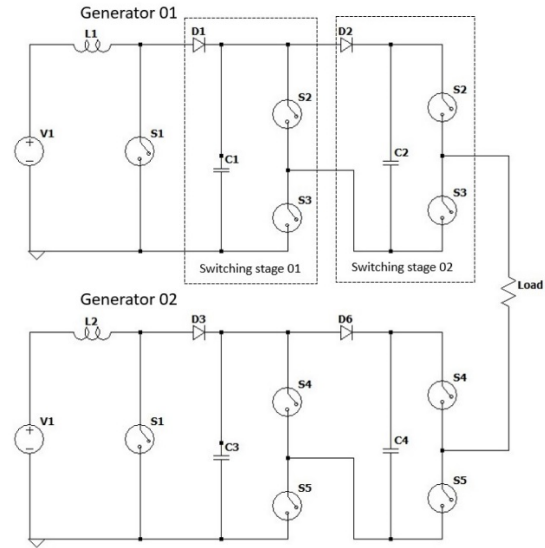 Generator 01
L1
D1
D2
S2
S2
V1
S1
C1
C2
S3
S3
Switching stage 01
Switching stage 02
Load
Generator 02
L2
D3
D6
S4
S4
V1
S1
C3
C4
S5
S5